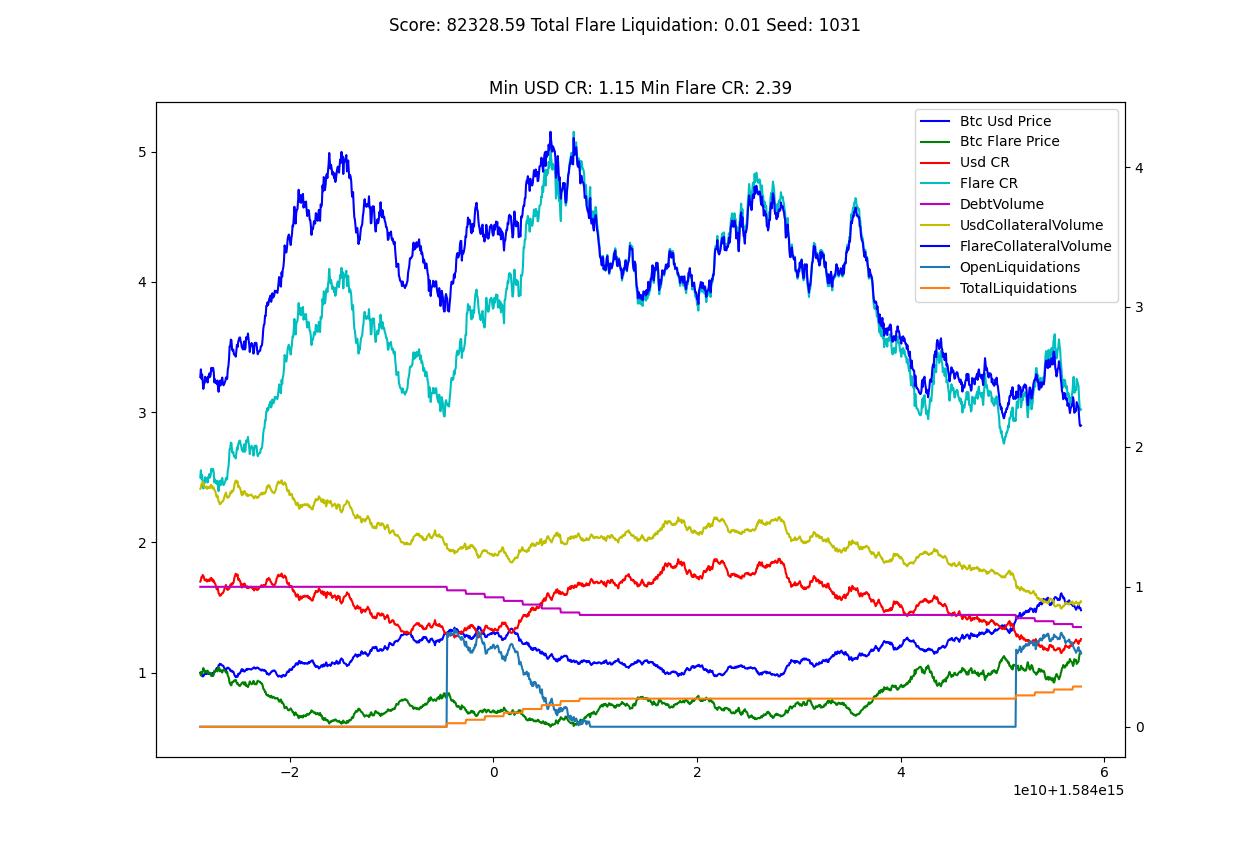 Score: 82328.59 Total Flare Liquidation: 0.01 Seed: 1031
Min USD CR: 1.15 Min Flare CR: 2.39
Btc Usd Price
Btc Flare Price
Usd CR
Flare CR
DebtVolume
UsdCollateralVolume
FlareCollateralVolume
OpenLiquidations
TotalLiquidations
5
4
3
2
1
4
3
2
1
0
−2
0
2
4
6
1e10+1.584e15